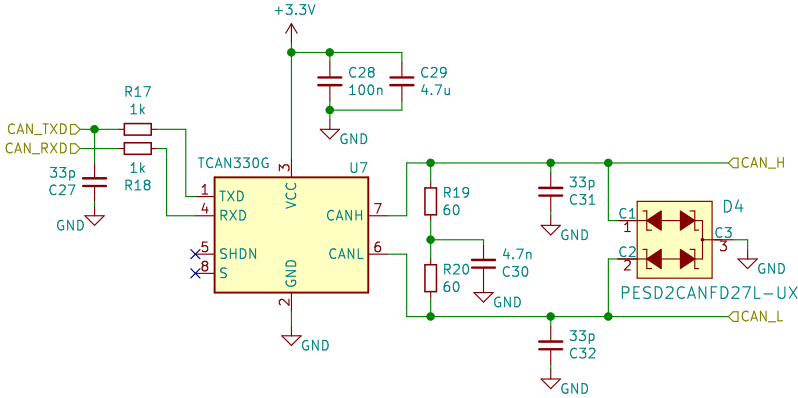 +3.3V
C28
100n
C29
4.7u
GND
R17
1k
CAN_TXD
CAN_RXD
1k
R18
33p
C27
GND
TCAN330G
U7
3
VCC
1
TXD
4
RXD
5
SHDN
8
S
CANH
7
CANL
6
GND
2
GND
R19
60
R20
60
4.7n
C30
GND
33p
C31
GND
33p
C32
GND
CAN_H
CAN_L
D4
C1
1
C2
2
C3
3
GND
PESD2CANFD27L-UX